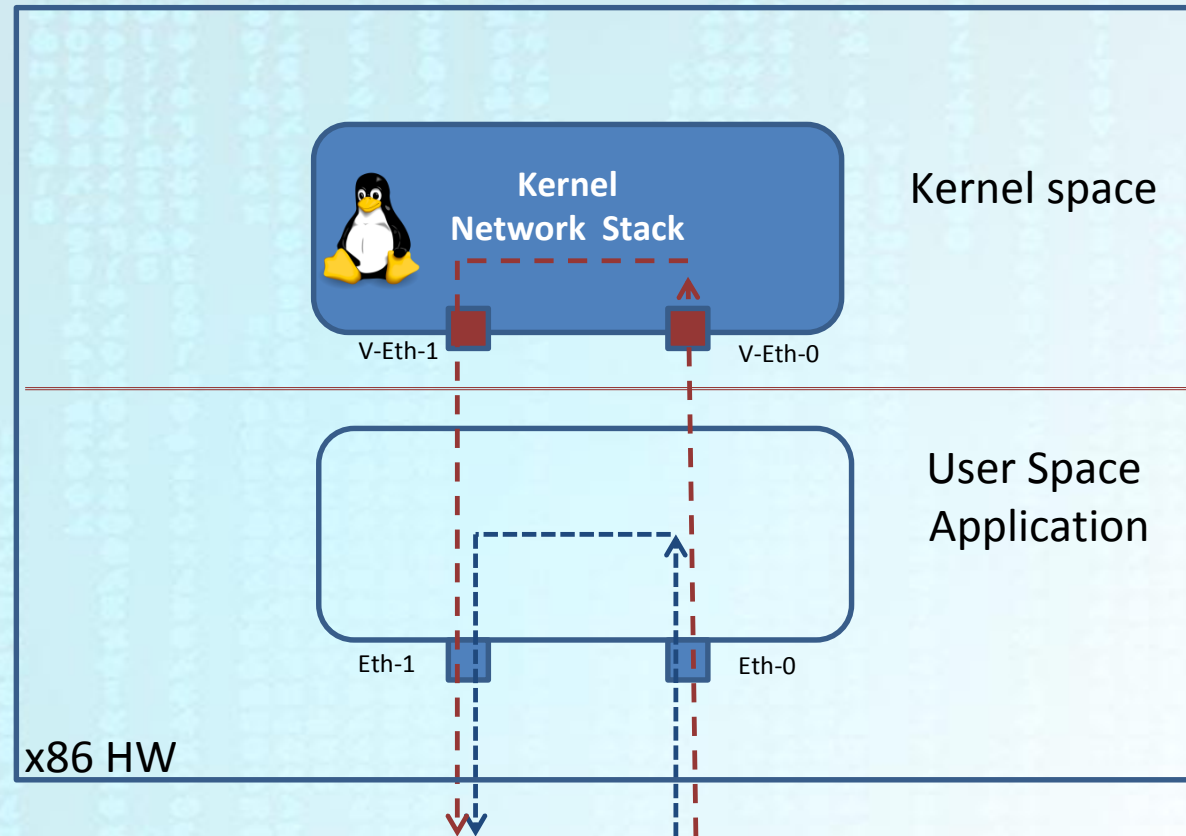 Kernel
Network Stack
Kernel space
V-Eth-1
V-Eth-0
User Space
Application
Eth-1
Eth-0
x86 HW